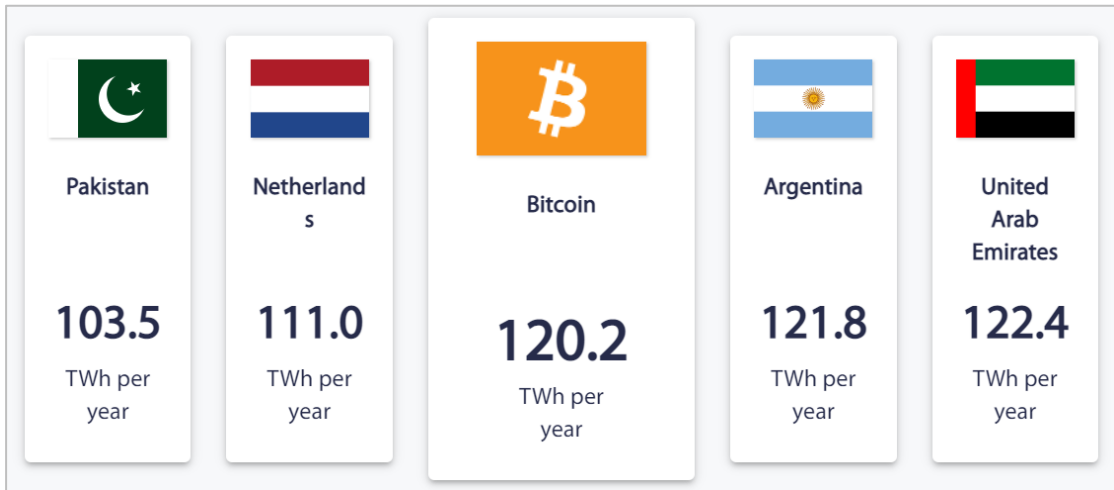 Pakistan
103.5
TWh per
year
Netherland
s
111.0
TWh per
year
Bitcoin
120.2
TWh per
year
Argentina
121.8
TWh per
year
United
Arab
Emirates
122.4
TWh per
year